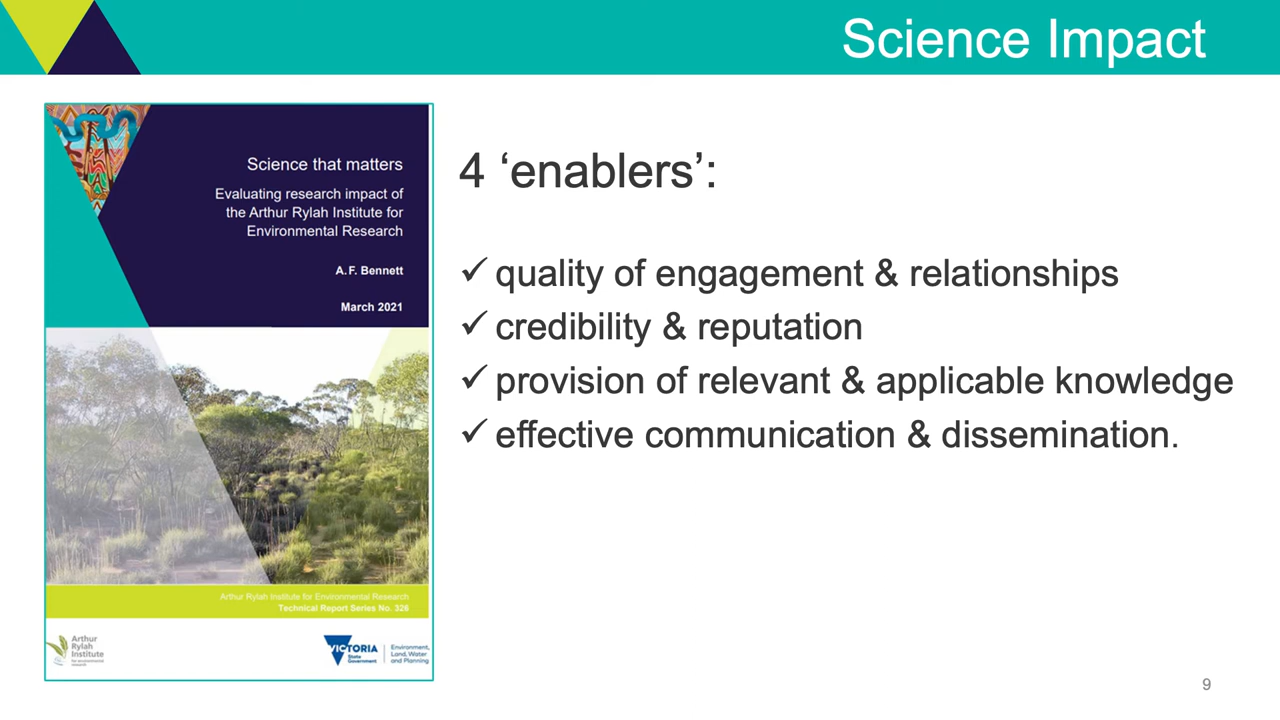 Science Impact
Science that matters
Evaluating research impact of
the Arthur Rylah Institute for
Environmental Research
A. F. Bennett
March 2021
Arthur Rylah Institute for Environmental Research
Technical Report Series No. 326
Arthur
Rylah
Institute
for environmental
research
VICTORIA
State
Government
Environment,
Land, Water
and Planning
4 ‘enablers’:
✓ quality of engagement & relationships
✓ credibility & reputation
✓ provision of relevant & applicable knowledge
✓ effective communication & dissemination.
9